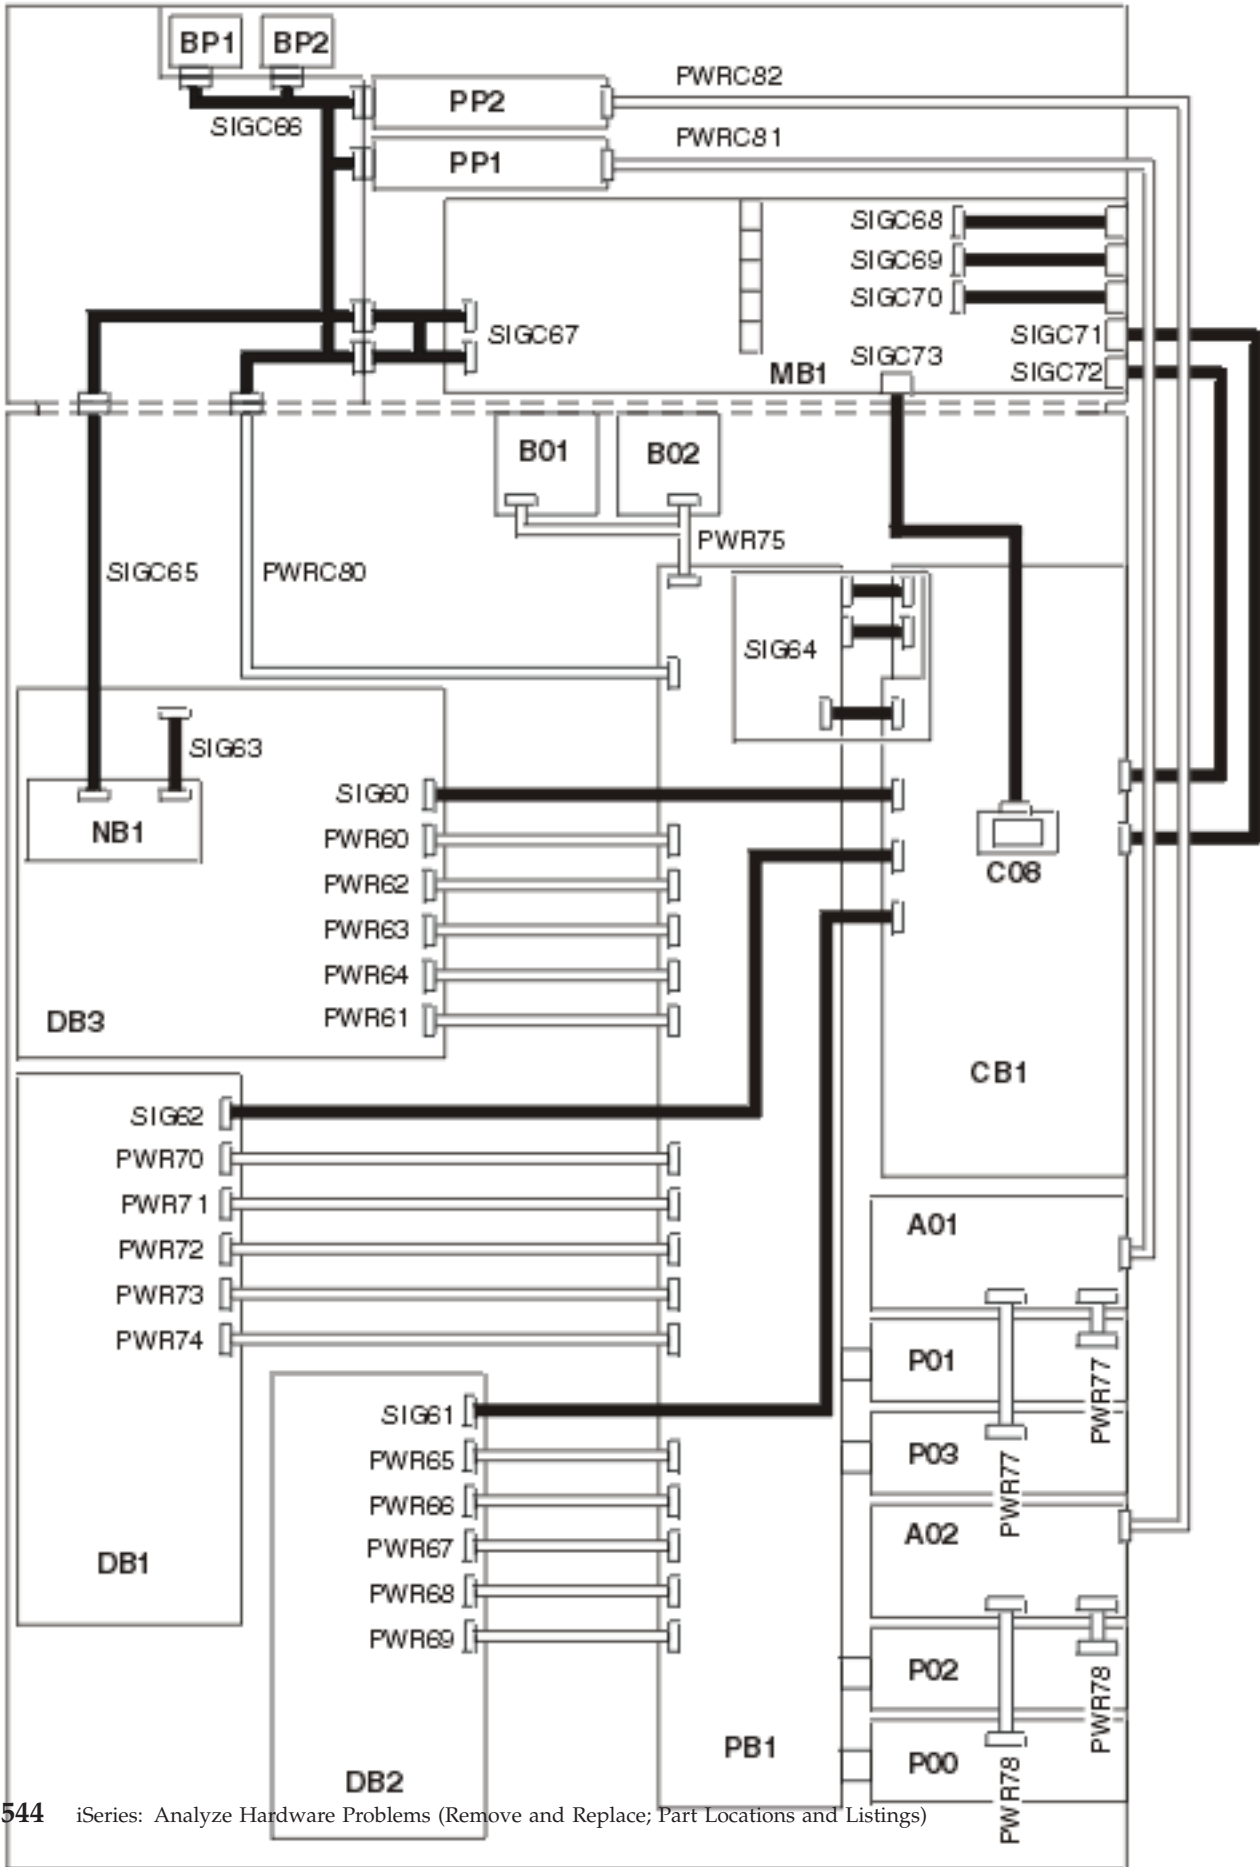 BP1
BP2
PWRC82
PP2
SIGC66
PWRC81
PP1
SIGC68
SIGC69
SIGC70
SIGC67
SIGC71
SIGC73
MB1
SIGC72
B01
B02
PWR75
SIGC65
PWRC80
SIG64
SIG63
SIG60
NB1
PWR60
C08
PWR62
PWR63
PWR64
DB3
PWR61
CB1
SIG62
PWR70
PWR71
A01
PWR72
PWR73
PWR74
P01
PWR77
SIG61
PWR65
P03
PWR77
PWR66
A02
PWR67
DB1
PWR68
PWR69
P02
PWR78
PB1
P00
DB2
PWR78
544 iSeries: Analyze Hardware Problems (Remove and Replace; Part Locations and Listings)